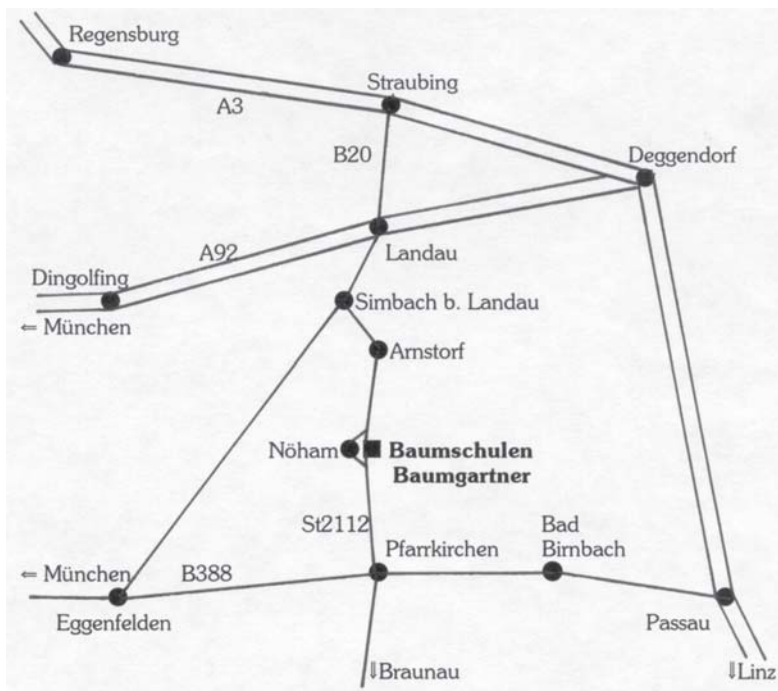 Regensburg
Straubing
A3
B20
Deggendorf
A92
Landau
Dingolfing
Simbach b. Landau
⇐ München
Arnstorf
Nöham
Baumschulen
Baumgartner
St2112
Bad
Birnbach
Pfarrkirchen
⇐ München
B388
Eggenfelden
Passau
⇓Braunau
⇓Linz